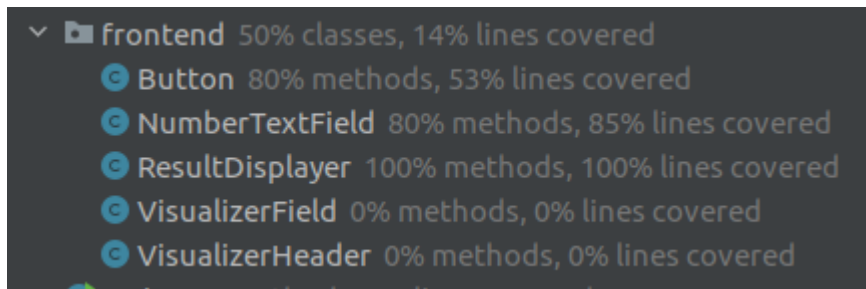 frontend 50% classes, 14% lines covered
Button 80% methods, 53% lines covered
NumberTextField 80% methods, 85% lines covered
ResultDisplayer 100% methods, 100% lines covered
VisualizerField 0% methods, 0% lines covered
VisualizerHeader 0% methods, 0% lines covered